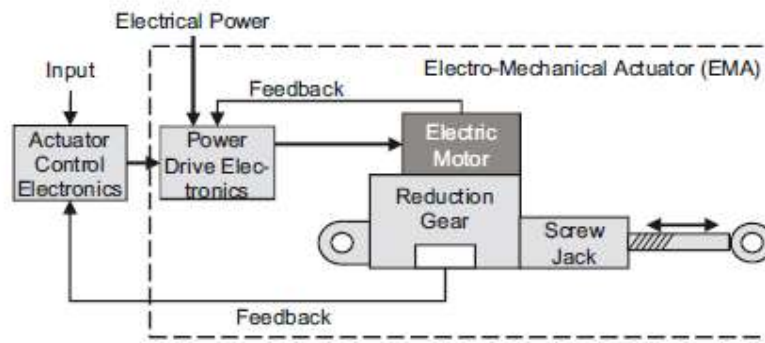 Electrical Power
Input
Electro-Mechanical Actuator (EMA)
Feedback
Actuator
Control
Electronics
Power
Drive Elec-
tronics
Electric
Motor
Reduction
Gear
Screw
Jack
Feedback